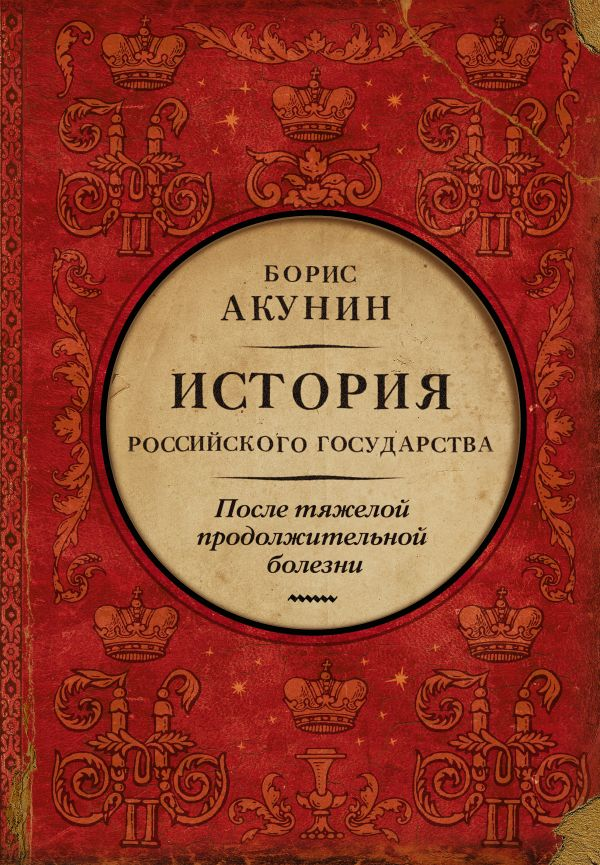 БОРИС
АКУНИН
ИСТОРИЯ
РОССИЙСКОГО ГОСУДАРСТВА
После тяжелой
продолжительной
болезни